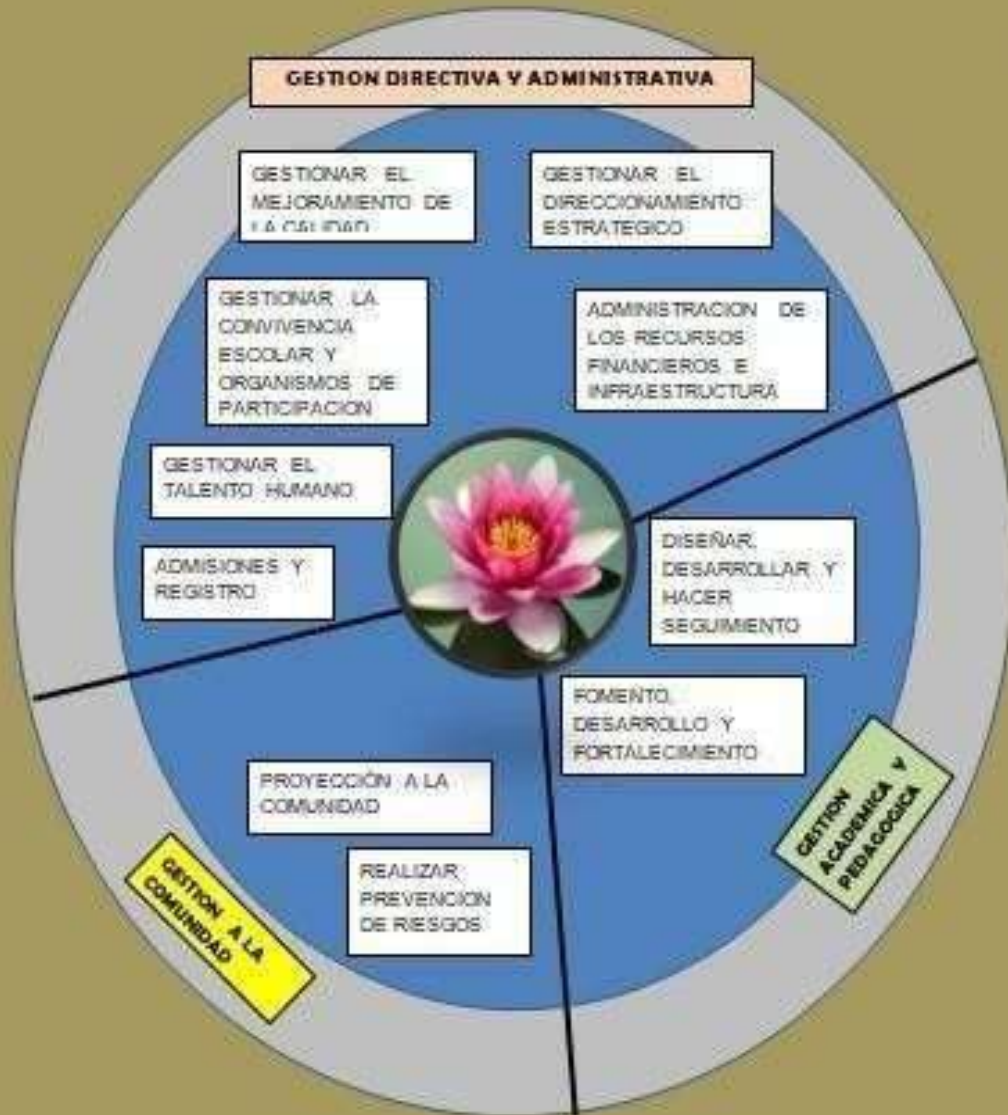 GESTION DIRECTIVA Y ADMINISTRATIVA
GESTIONAR EL
MEJORAMIENTO DE
LA CALIDAD
GESTIONAR EL
DIRECCIONAMIENTO
ESTRATEGICO
GESTIONAR LA
CONVIVENCIA
ESCOLAR Y
ORGANISMOS DE
PARTICIPACION
ADMINISTRACION DE
LOS RECURSOS
FINANCIEROS E
INFRAESTRUCTURA
GESTIONAR EL
TALENTO HUMANO
ADMISIONES Y
REGISTRO
DISEÑAR,
DESARROLLAR Y
HACER
SEGUIMIENTO
FOMENTO,
DESARROLLO Y
FORTALECIMIENTO
PROYECCIÓN A LA
COMUNIDAD
REALIZAR
PREVENCION
DE RIESGOS
GESTION A LA
COMUNIDAD
GESTION
ACADEMICA Y
PEDAGOGICA